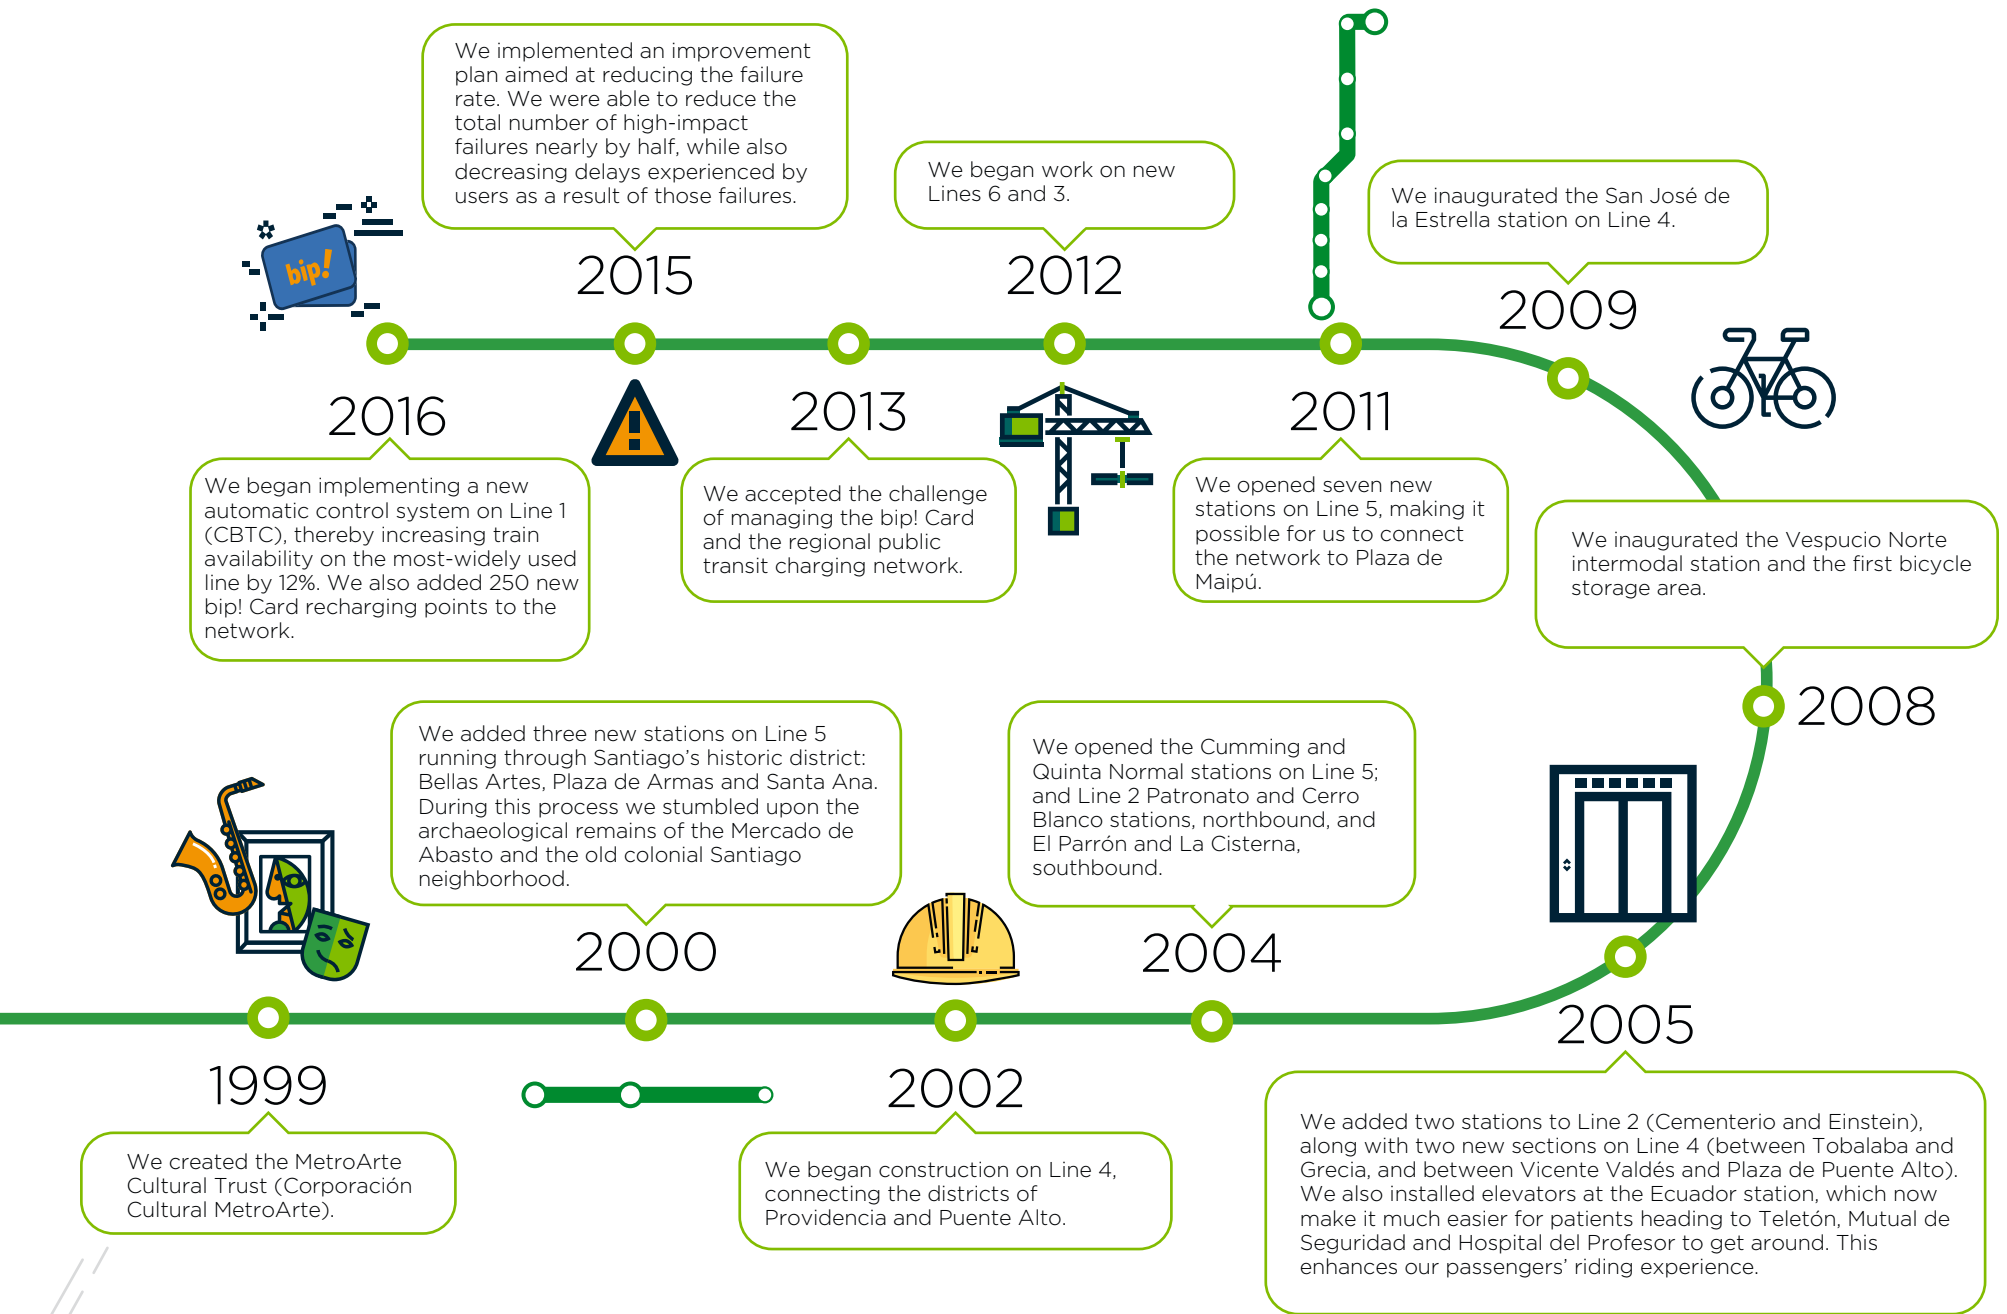 We implemented an improvement
plan aimed at reducing the failure
rate. We were able to reduce the
total number of high-impact
failures nearly by half, while also
decreasing delays experienced by
users as a result of those failures.
2015
We began work on new
Lines 6 and 3.
2012
We inaugurated the San José de
la Estrella station on Line 4.
2009
bip!
2016
We began implementing a new
automatic control system on Line 1
(CBTC), thereby increasing train
availability on the most-widely used
line by 12%. We also added 250 new
bip! Card recharging points to the
network.
2013
We accepted the challenge
of managing the bip! Card
and the regional public
transit charging network.
2011
We opened seven new
stations on Line 5, making it
possible for us to connect
the network to Plaza de
Maipú.
We inaugurated the Vespucio Norte
intermodal station and the first bicycle
storage area.
2008
We added three new stations on Line 5
running through Santiago’s historic district:
Bellas Artes, Plaza de Armas and Santa Ana.
During this process we stumbled upon the
archaeological remains of the Mercado de
Abasto and the old colonial Santiago
neighborhood.
2000
We opened the Cumming and
Quinta Normal stations on Line 5;
and Line 2 Patronato and Cerro
Blanco stations, northbound, and
El Parrón and La Cisterna,
southbound.
2004
1999
We created the MetroArte
Cultural Trust (Corporación
Cultural MetroArte).
2002
We began construction on Line 4,
connecting the districts of
Providencia and Puente Alto.
2005
We added two stations to Line 2 (Cementerio and Einstein),
along with two new sections on Line 4 (between Tobalaba and
Grecia, and between Vicente Valdés and Plaza de Puente Alto).
We also installed elevators at the Ecuador station, which now
make it much easier for patients heading to Teletón, Mutual de
Seguridad and Hospital del Profesor to get around. This
enhances our passengers’ riding experience.